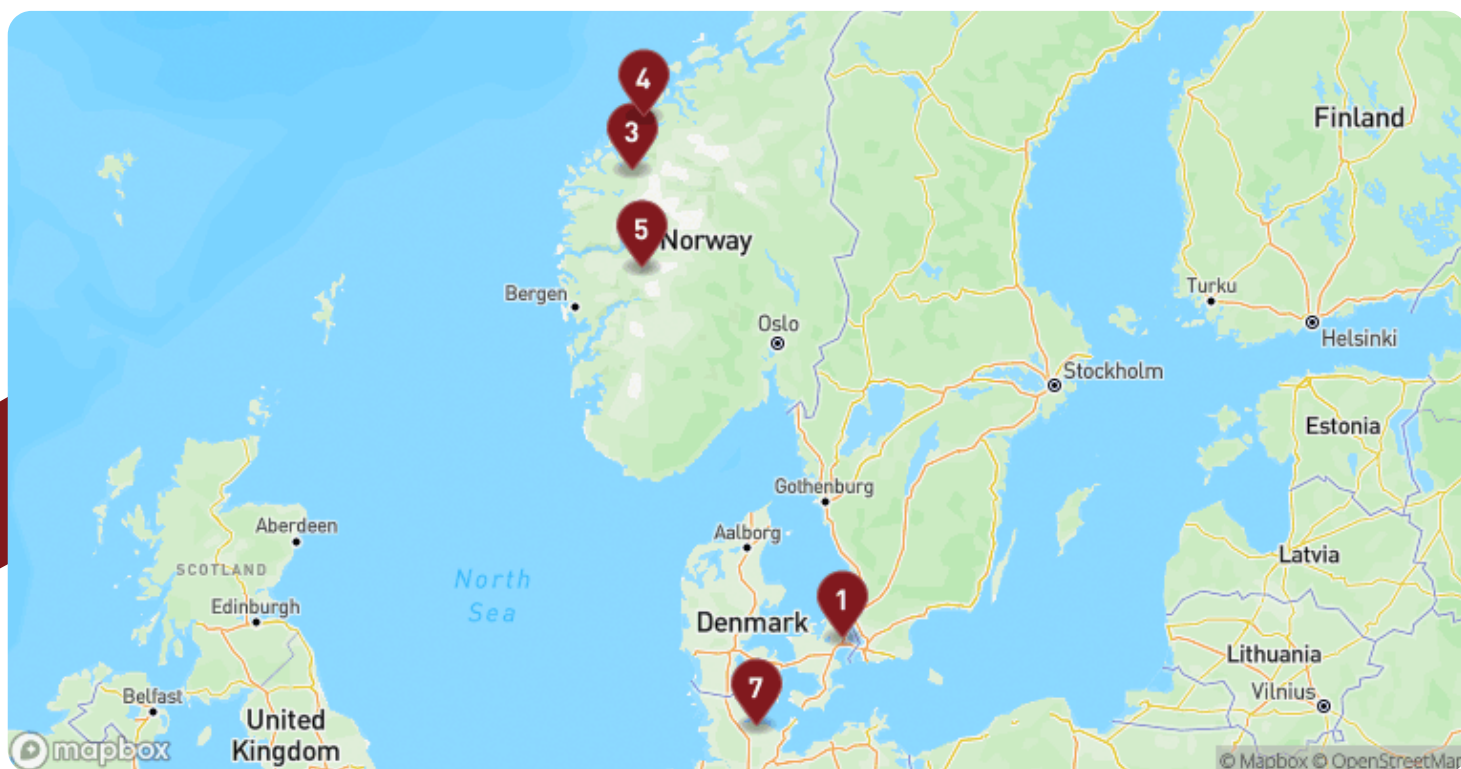 4
Finland
3
5
Norway
Bergen
Turku
Oslo
Helsinki
Stockholm
Estonia
Gothenburg
Aberdeen
Aalborg
Latvia
SCOTLAND
North
Sea
Edinburgh
1
Denmark
Lithuania
7
Belfast
Vilnius
United
Kingdom
mapbox
© Mapbox © OpenStreetMap